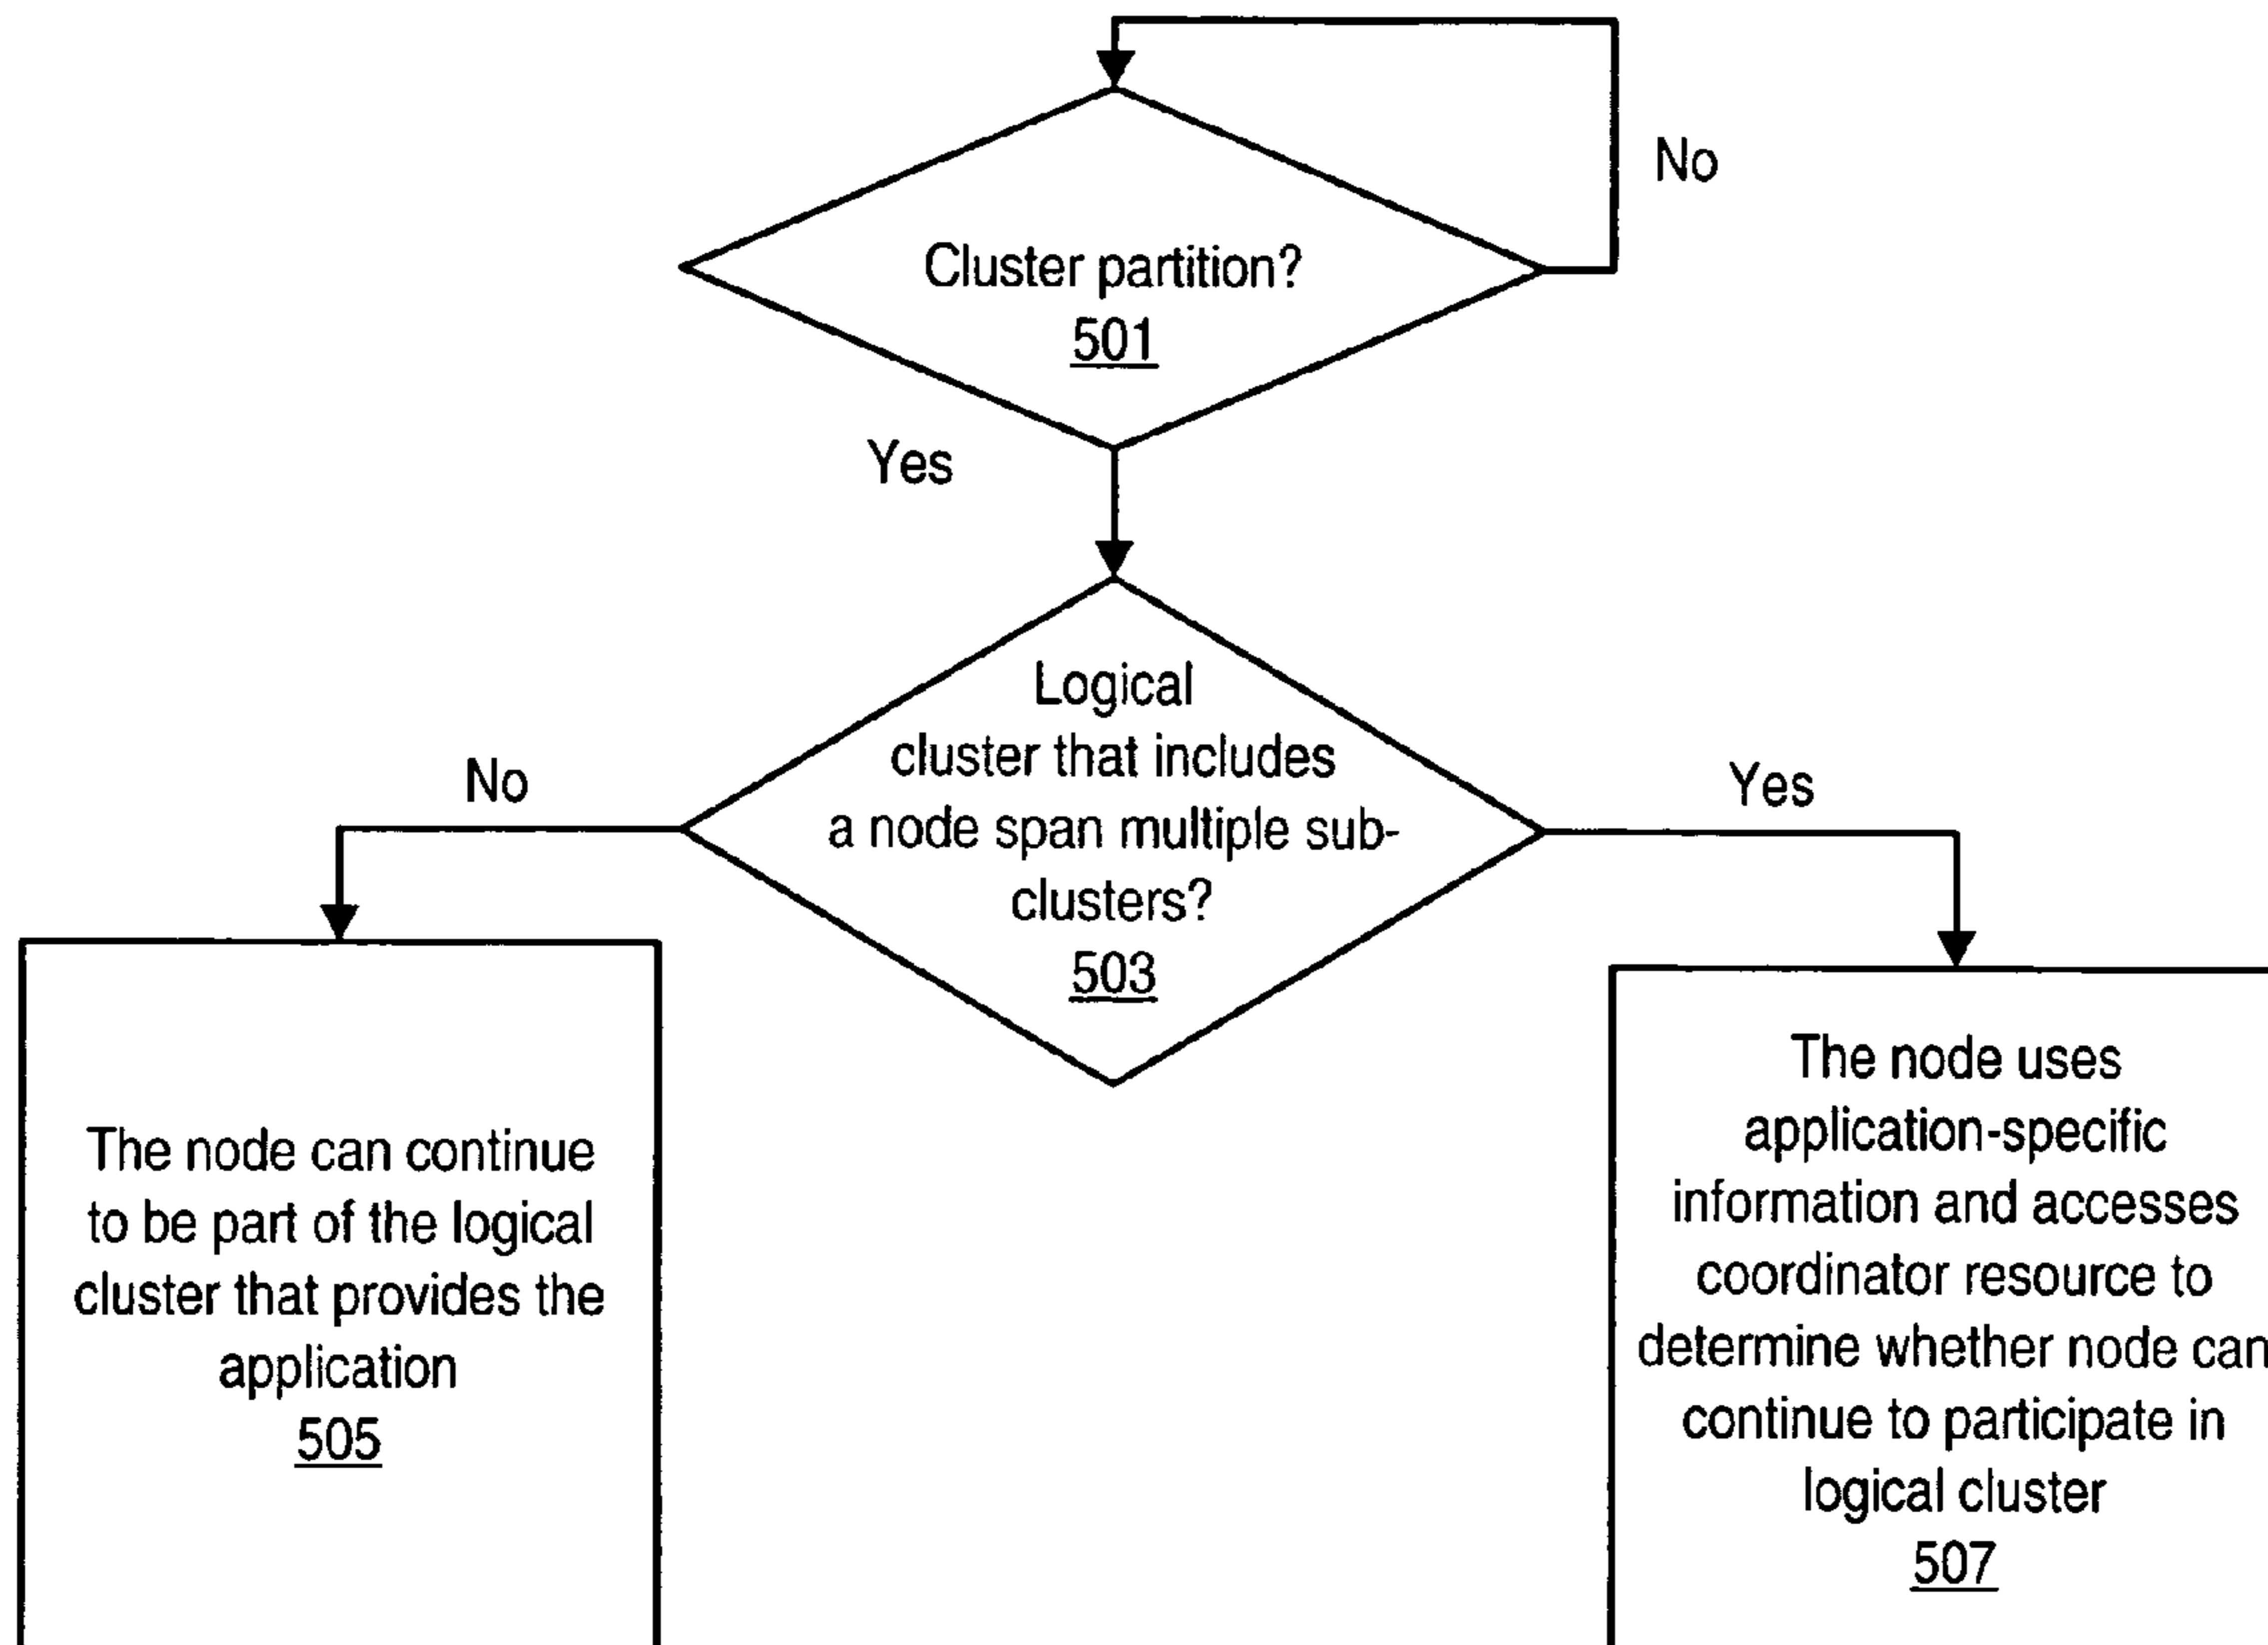 No
Cluster partition?
501
Yes
Logical
cluster that includes
a node span multiple sub-
clusters?
503
No
Yes
The node can continue
to be part of the logical
cluster that provides the
application
505
The node uses
application-specific
information and accesses
coordinator resource to
determine whether node can
continue to participate in
logical cluster
507